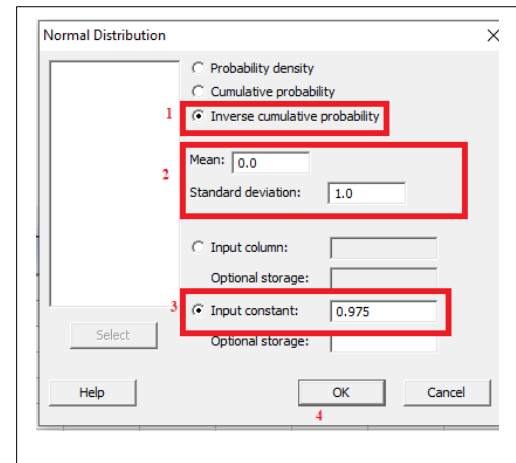 Normal Distribution
Probability density
Cumulative probability
1 Inverse cumulative probability
Mean: 0.0
2
Standard deviation: 1.0
Input column:
Optional storage:
3 Input constant: 0.975
Select
Optional storage:
Help OK Cancel
4